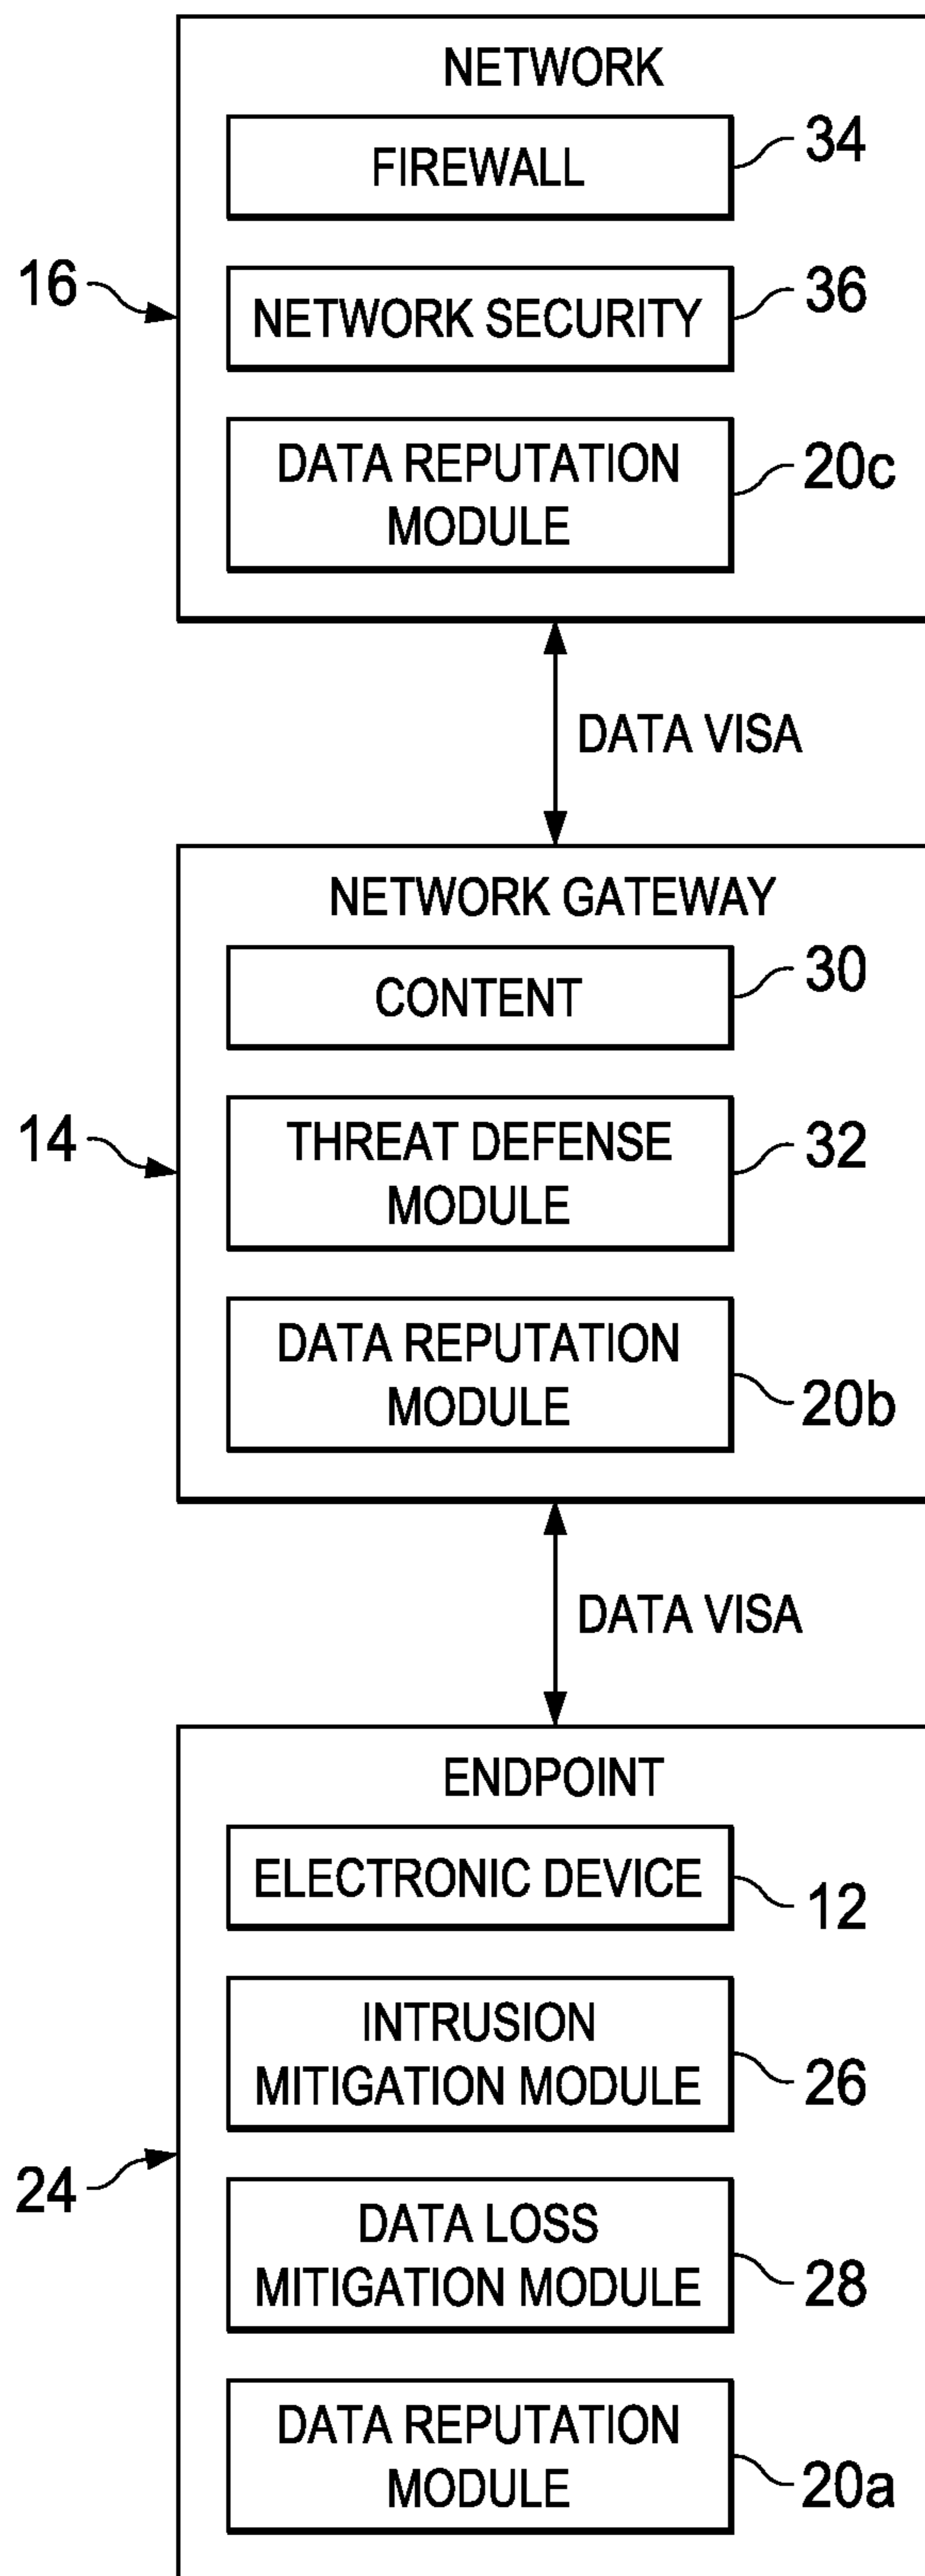 NETWORK
FIREWALL
34
16
NETWORK SECURITY
36
DATA REPUTATION
MODULE
20c
DATA VISA
NETWORK GATEWAY
CONTENT
30
14
THREAT DEFENSE
MODULE
32
DATA REPUTATION
MODULE
20b
DATA VISA
ENDPOINT
ELECTRONIC DEVICE
12
INTRUSION
MITIGATION MODULE
26
24
DATA LOSS
MITIGATION MODULE
28
DATA REPUTATION
MODULE
20a